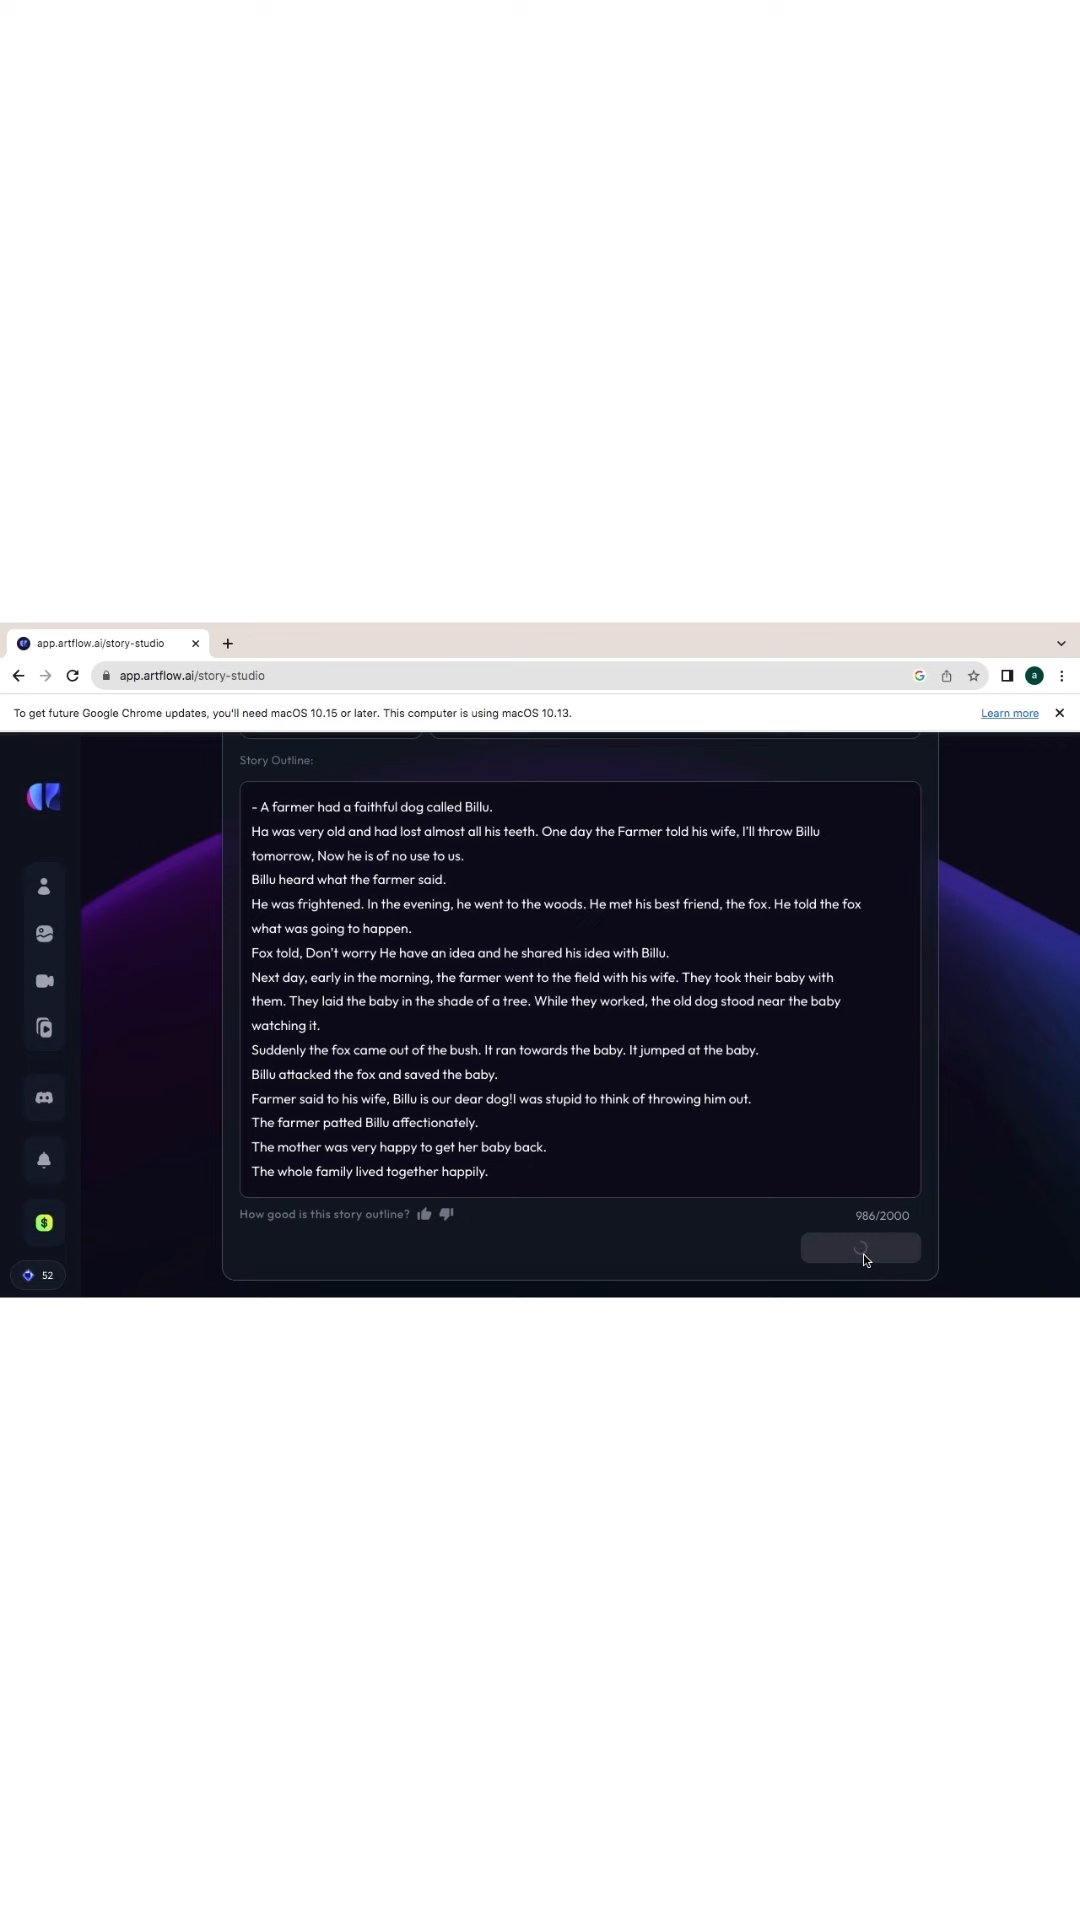 app.artflow.ai/story-studio
app.artflow.ai/story-studio
a
To get future Google Chrome updates, you'll need macOS 10.15 or later. This computer is using macOS 10.13.
Learn more
Story Outline:
- A farmer had a faithful dog called Billu.
Ha was very old and had lost almost all his teeth. One day the Farmer told his wife, I'll throw Billu
tomorrow, Now he is of no use to us.
Billu heard what the farmer said.
He was frightened. In the evening, he went to the woods. He met his best friend, the fox. He told the fox
what was going to happen.
Fox told, Don't worry He have an idea and he shared his idea with Billu.
Next day, early in the morning, the farmer went to the field with his wife. They took their baby with
them. They laid the baby in the shade of a tree. While they worked, the old dog stood near the baby
watching it.
Suddenly the fox came out of the bush. It ran towards the baby. It jumped at the baby.
Billu attacked the fox and saved the baby.
Farmer said to his wife, Billu is our dear dog!I was stupid to think of throwing him out.
The farmer patted Billu affectionately.
The mother was very happy to get her baby back.
The whole family lived together happily.
How good is this story outline?
986/2000
$
52